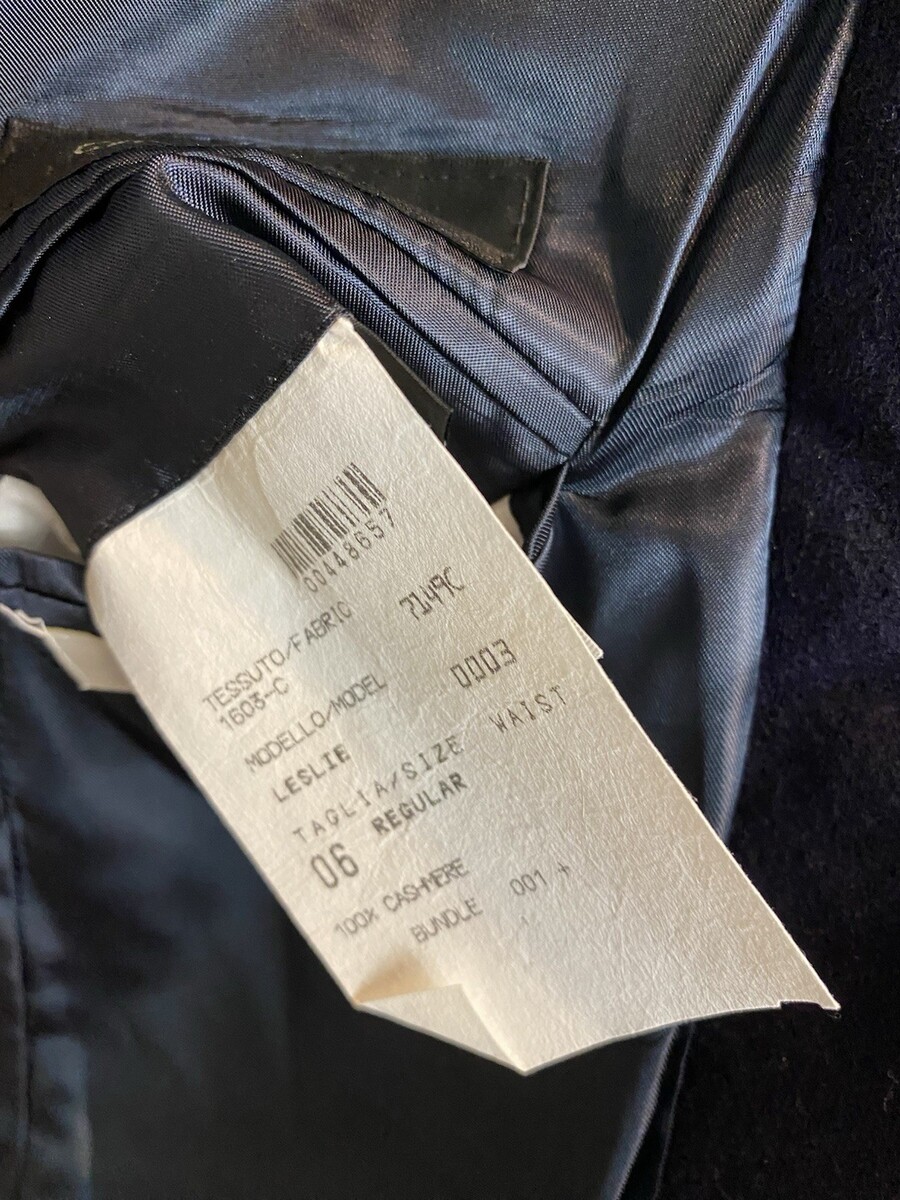 00448657
TESSUTO/FABRIC 7149C
1603-C
MODELLO/MODEL 0003
LESLIE
TAGLIA/SIZE WAIST
06 REGULAR
100% CASHMERE
BUNDLE 001 +